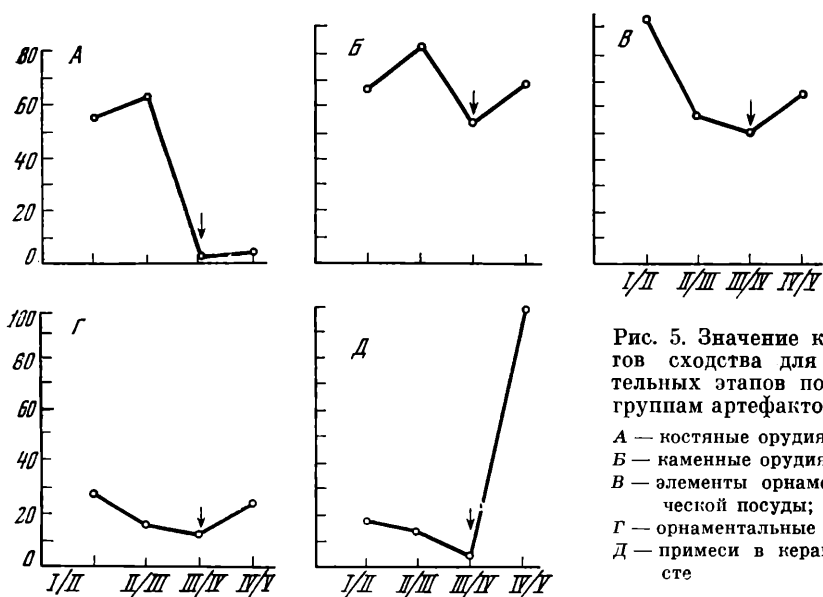 А
Б
В
80
60
40
20
0
I/II II/III III/IV IV/V
Г
Д
100
80
60
40
20
0
I/II II/III III/IV IV/V
I/II II/III III/IV IV/V
Рис. 5. Значение к
гов сходства для
тельных этапов по
группам артефакто
А — костяные орудия
Б — каменные орудия
В — элементы орнаме
ческой посуды;
Г — орнаментальные
Д — примеси в кера
сте